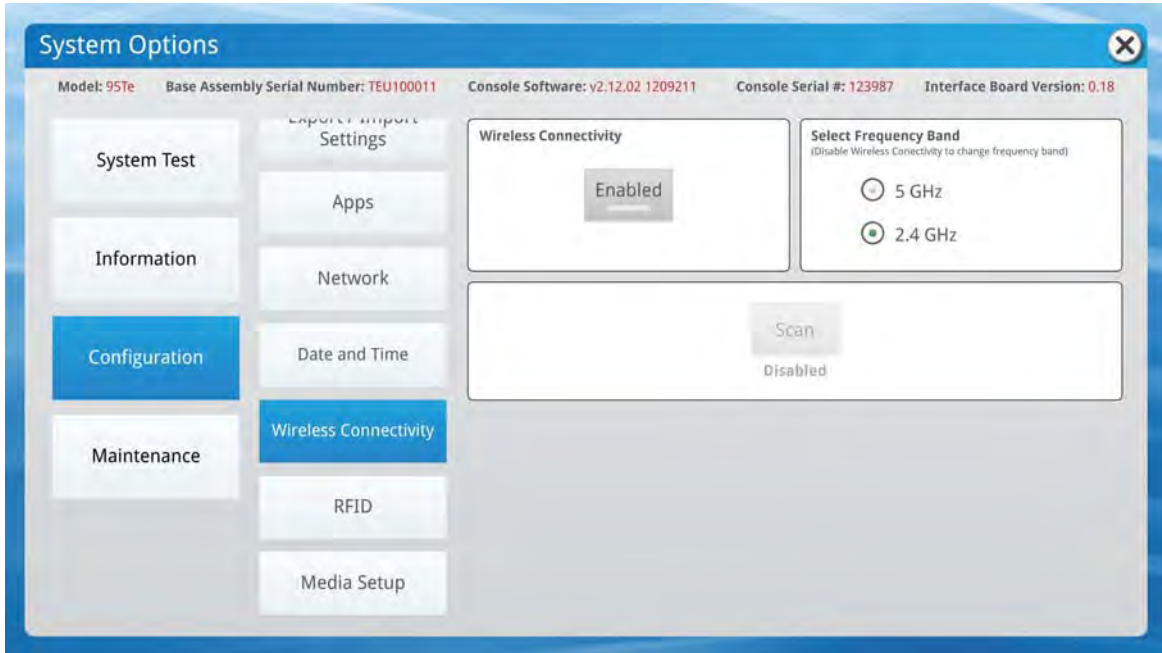 System Options
Model: 95Te Base Assembly Serial Number: TEU100011 Console Software: v2.12.02 1209211 Console Serial #: 123987 Interface Board Version: 0.18
System Test
Information
Configuration
Maintenance
Export / Import
Settings
Apps
Network
Date and Time
Wireless Connectivity
RFID
Media Setup
Wireless Connectivity
Enabled
Select Frequency Band
(Disable Wireless Conectivity to change frequency band)
5 GHz
2.4 GHz
Scan
Disabled